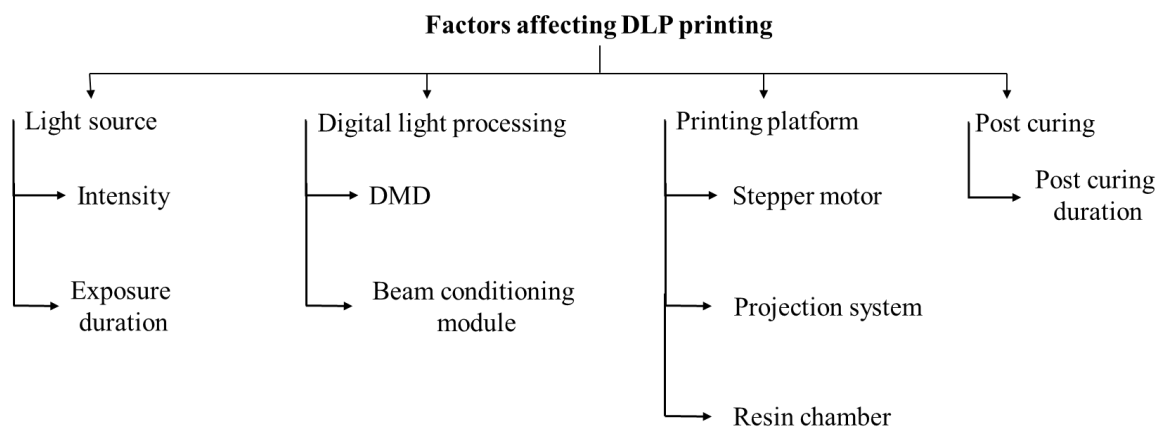 Factors affecting DLP printing
Light source
Intensity
Exposure
duration
Digital light processing
DMD
Beam conditioning
module
Printing platform
Stepper motor
Projection system
Resin chamber
Post curing
Post curing
duration